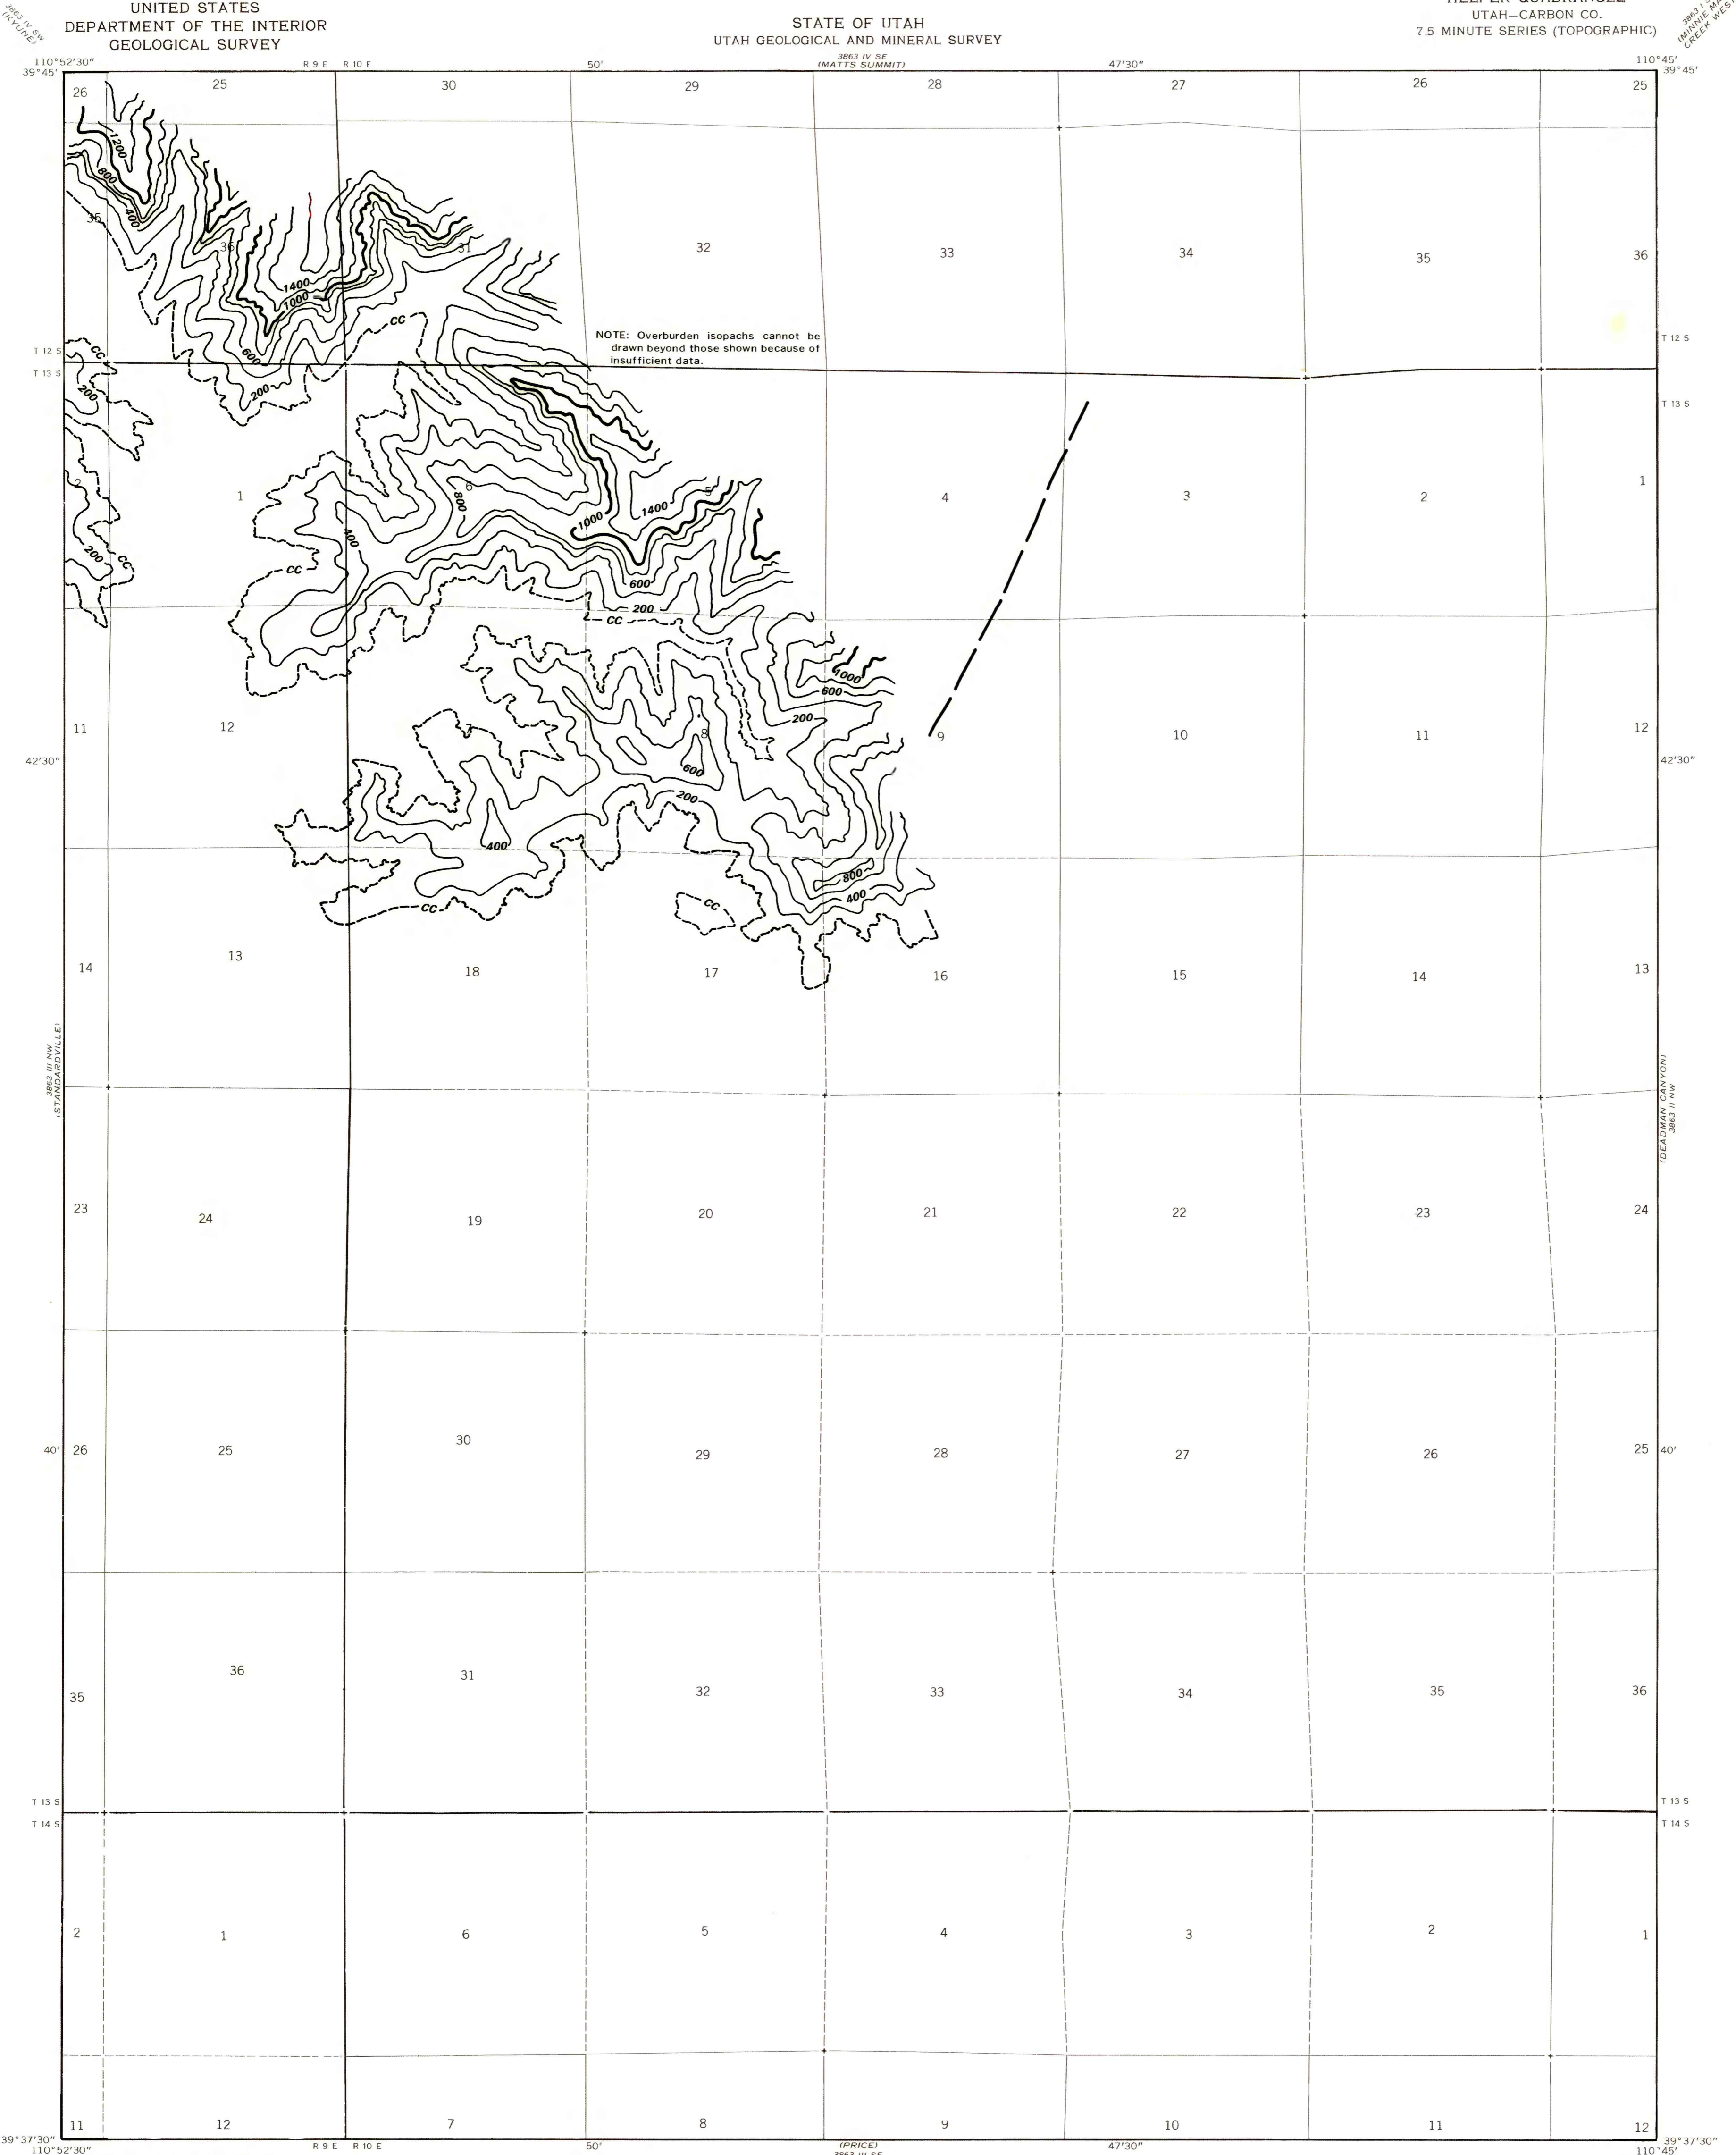 UNITED STATES
DEPARTMENT OF THE INTERIOR
GEOLOGICAL SURVEY
STATE OF UTAH
UTAH GEOLOGICAL AND MINERAL SURVEY
UTAH—CARBON CO.
7.5 MINUTE SERIES (TOPOGRAPHIC)
3863 IV SW
(KYUNE)
3863 IV SE
(MATTS SUMMIT)
110°52'30"
39°45'
R 9 E R 10 E
50'
47'30"
110°45'
39°45'
26 25 30 29 28 27 26 25
1200
800
400
35 36 31 32 33 34 35 36
1400
1000
CC
600
200
NOTE: Overburden isopachs cannot be
drawn beyond those shown because of
insufficient data.
T 12 S
T 13 S
T 12 S
T 13 S
CC
200
2 1 6 5 4 3 2 1
800
1000
1400
400
200
CC
CC
600
200
CC
1000
600
200
11 12 7 8 9 10 11 12
42'30"
42'30"
600
200
400
800
400
CC
CC
14 13 18 17 16 15 14 13
3863 III NW
(STANDARDVILLE)
(DEADMAN CANYON)
3863 II NW
23 24 19 20 21 22 23 24
40'
26 25 30 29 28 27 26 25
40'
35 36 31 32 33 34 35 36
T 13 S
T 14 S
T 13 S
T 14 S
2 1 6 5 4 3 2 1
11 12 7 8 9 10 11 12
39°37'30"
110°52'30"
R 9 E R 10 E
50'
(PRICE)
47'30"
39°37'30"
110°45'